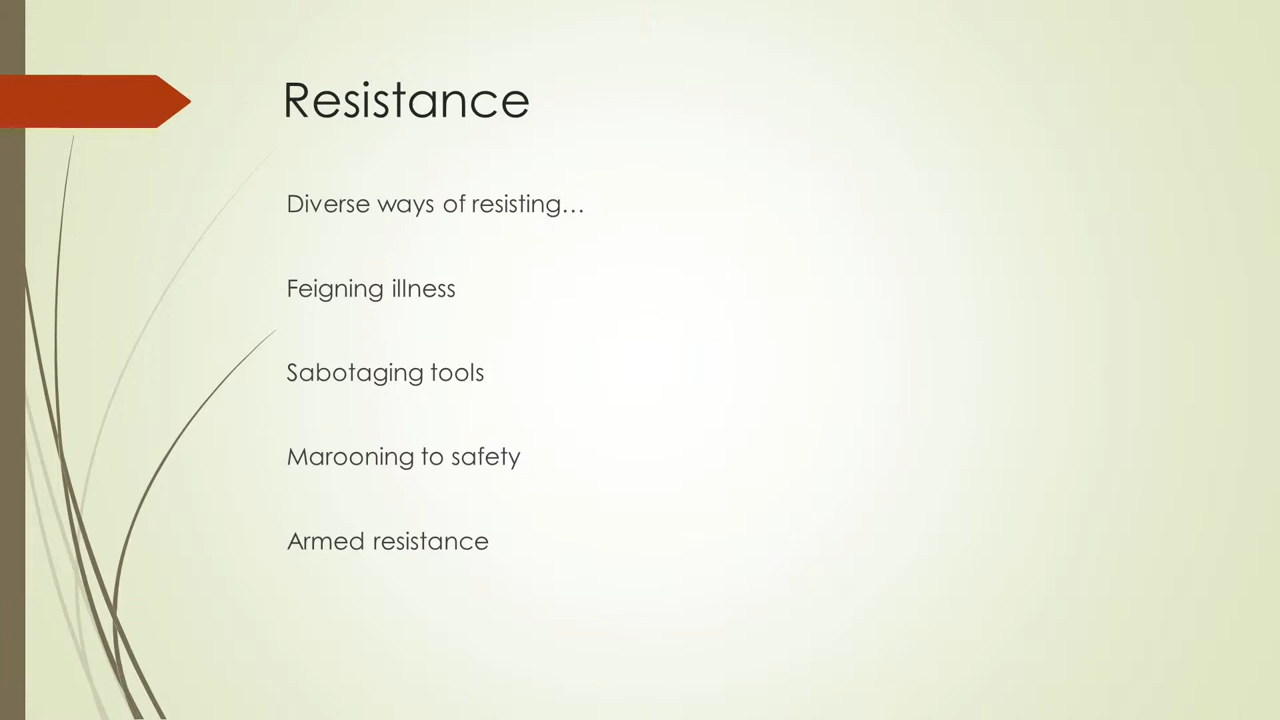 Resistance
Diverse ways of resisting…
Feigning illness
Sabotaging tools
Marooning to safety
Armed resistance